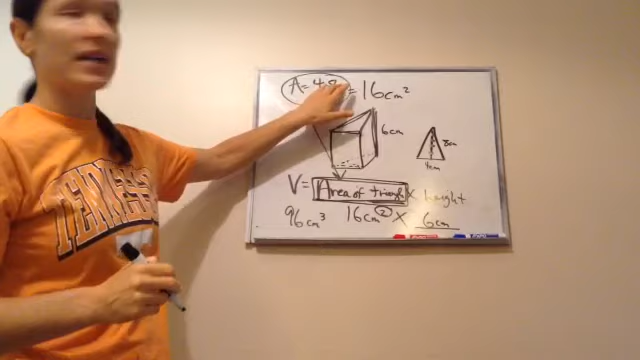 A = 4·8 = 16cm²
6cm
8cm
4cm
V = Area of triangle x height
96cm³ 16cm² x 6cm
TENNESSEE